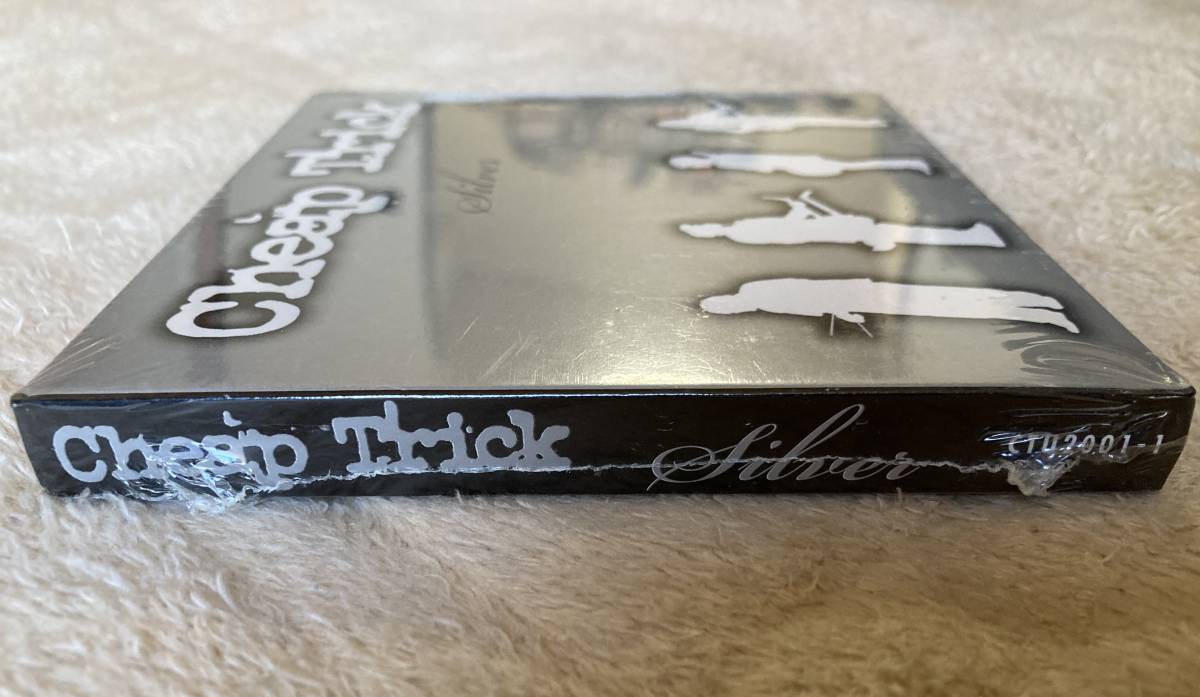 Cheap Trick
Silver
Cheap Trick Silver CTU2001-1